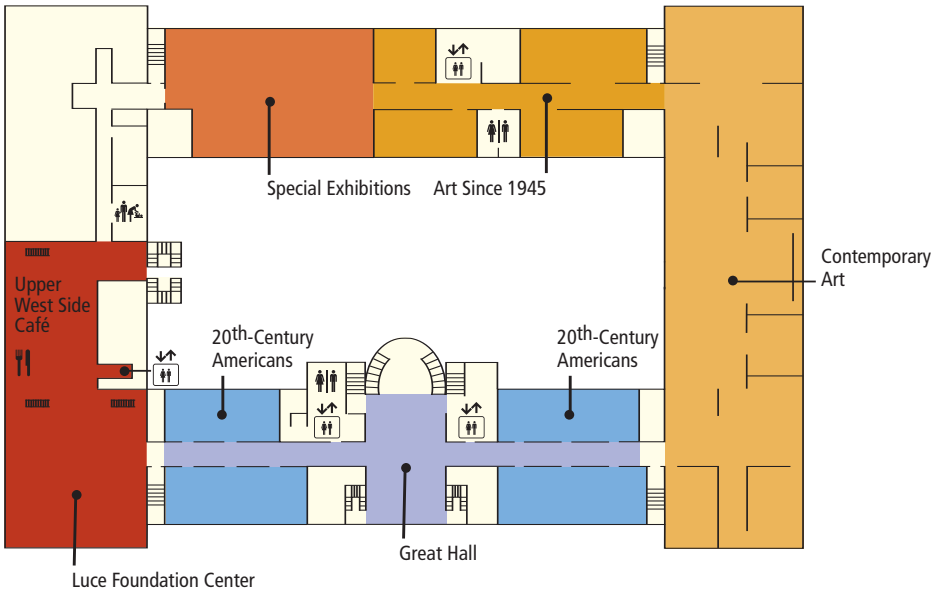 Special Exhibitions
Art Since 1945
Contemporary
Art
Upper
West Side
Café
20th-Century
Americans
20th-Century
Americans
Great Hall
Luce Foundation Center